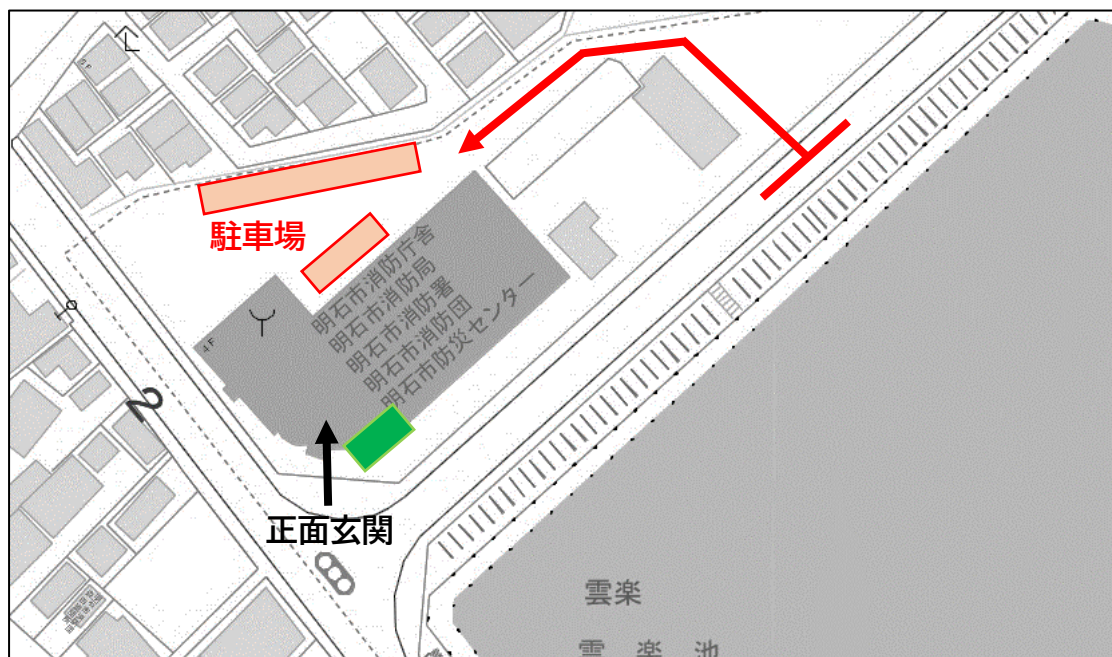 駐車場
明石市消防庁舎
明石市消防局
明石市消防署
明石市消防団
明石市防災センター
4F
2
正面玄関
雲楽
雲 楽 池